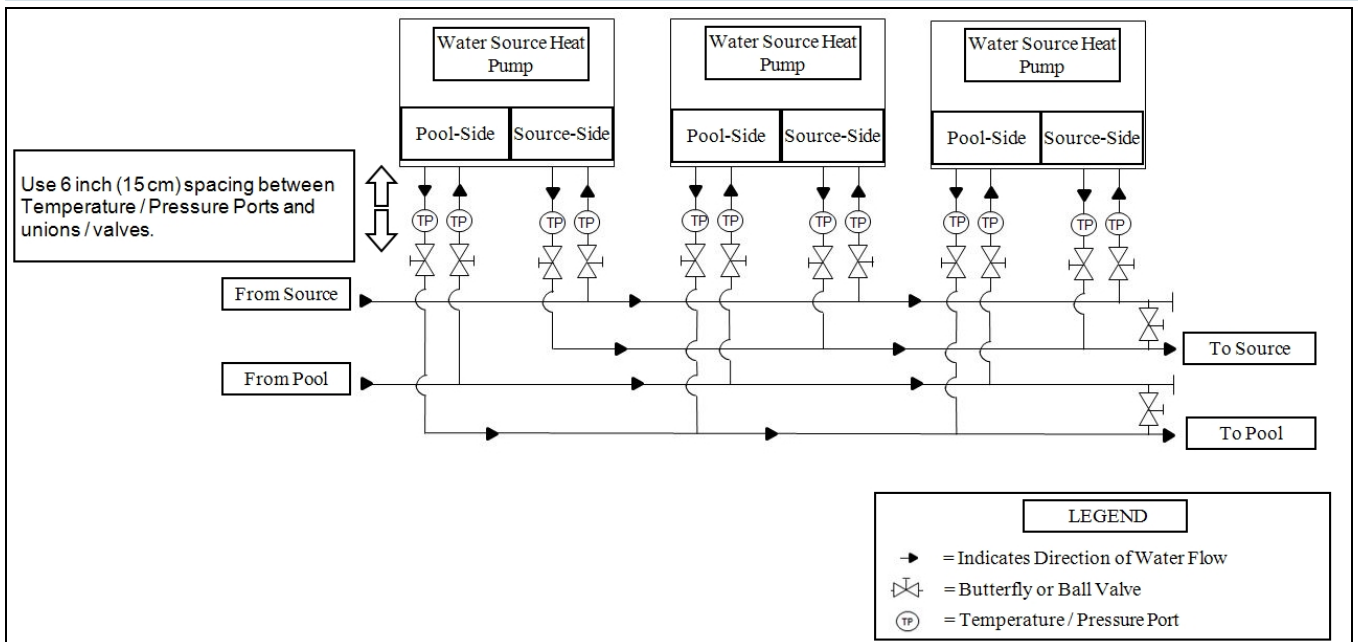 Water Source Heat
Pump
Water Source Heat
Pump
Water Source Heat
Pump
Pool-Side
Source-Side
Pool-Side
Source-Side
Pool-Side
Source-Side
Use 6 inch (15 cm) spacing between
Temperature / Pressure Ports and
unions / valves.
TP
TP
TP
TP
TP
TP
TP
TP
TP
TP
TP
TP
From Source
To Source
From Pool
To Pool
LEGEND
= Indicates Direction of Water Flow
= Butterfly or Ball Valve
TP = Temperature / Pressure Port